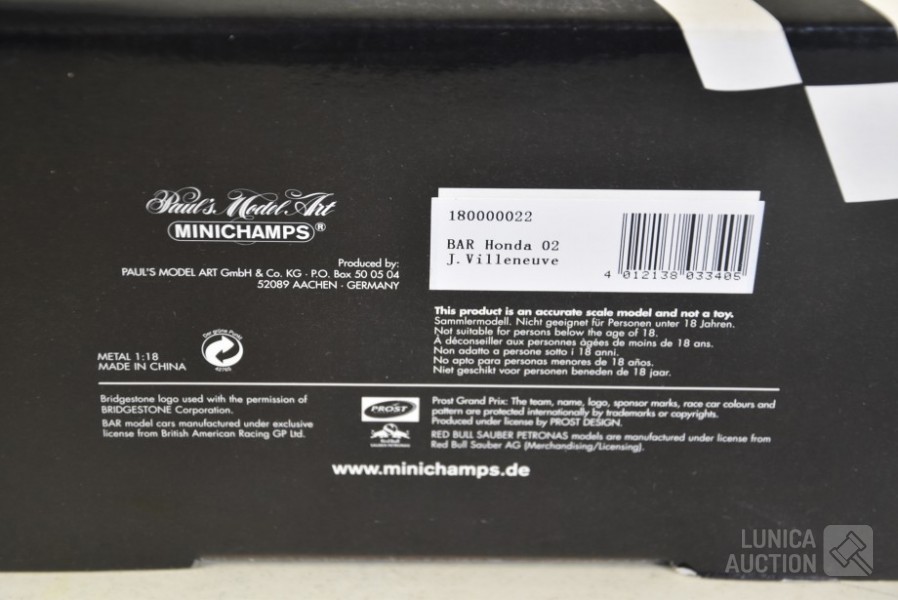 Paul's Model Art
MINICHAMPS®
Produced by:
PAUL'S MODEL ART GmbH & Co. KG · P.O. Box 50 05 04
52089 AACHEN · GERMANY
180000022
BAR Honda 02
J.Villeneuve
4 012138 033405
This product is an accurate scale model and not a toy.
Sammlermodell. Nicht geeignet für Personen unter 18 Jahren.
Not suitable for persons below the age of 18.
A déconseiller aux personnes âgées de moins de 18 ans.
Non adatto a persone sotto i 18 anni.
No apto para personas menores de 18 años.
Niet geschikt voor personen beneden de 18 jaar.
Der grüne Punkt
METAL 1:18
MADE IN CHINA
Bridgestone logo used with the permission of
BRIDGESTONE Corporation.
BAR model cars manufactured under exclusive
license from British American Racing GP Ltd.
PROST
Prost Grand Prix: The team, name, logo, sponsor marks, race car colours and
pattern are protected internationally by trademarks or copyrights.
Produced under license by PROST DESIGN.
Red Bull
RED BULL SAUBER PETRONAS models are manufactured under license from
Red Bull Sauber AG (Merchandising/Licensing).
www.minichamps.de
LUNICA
AUCTION